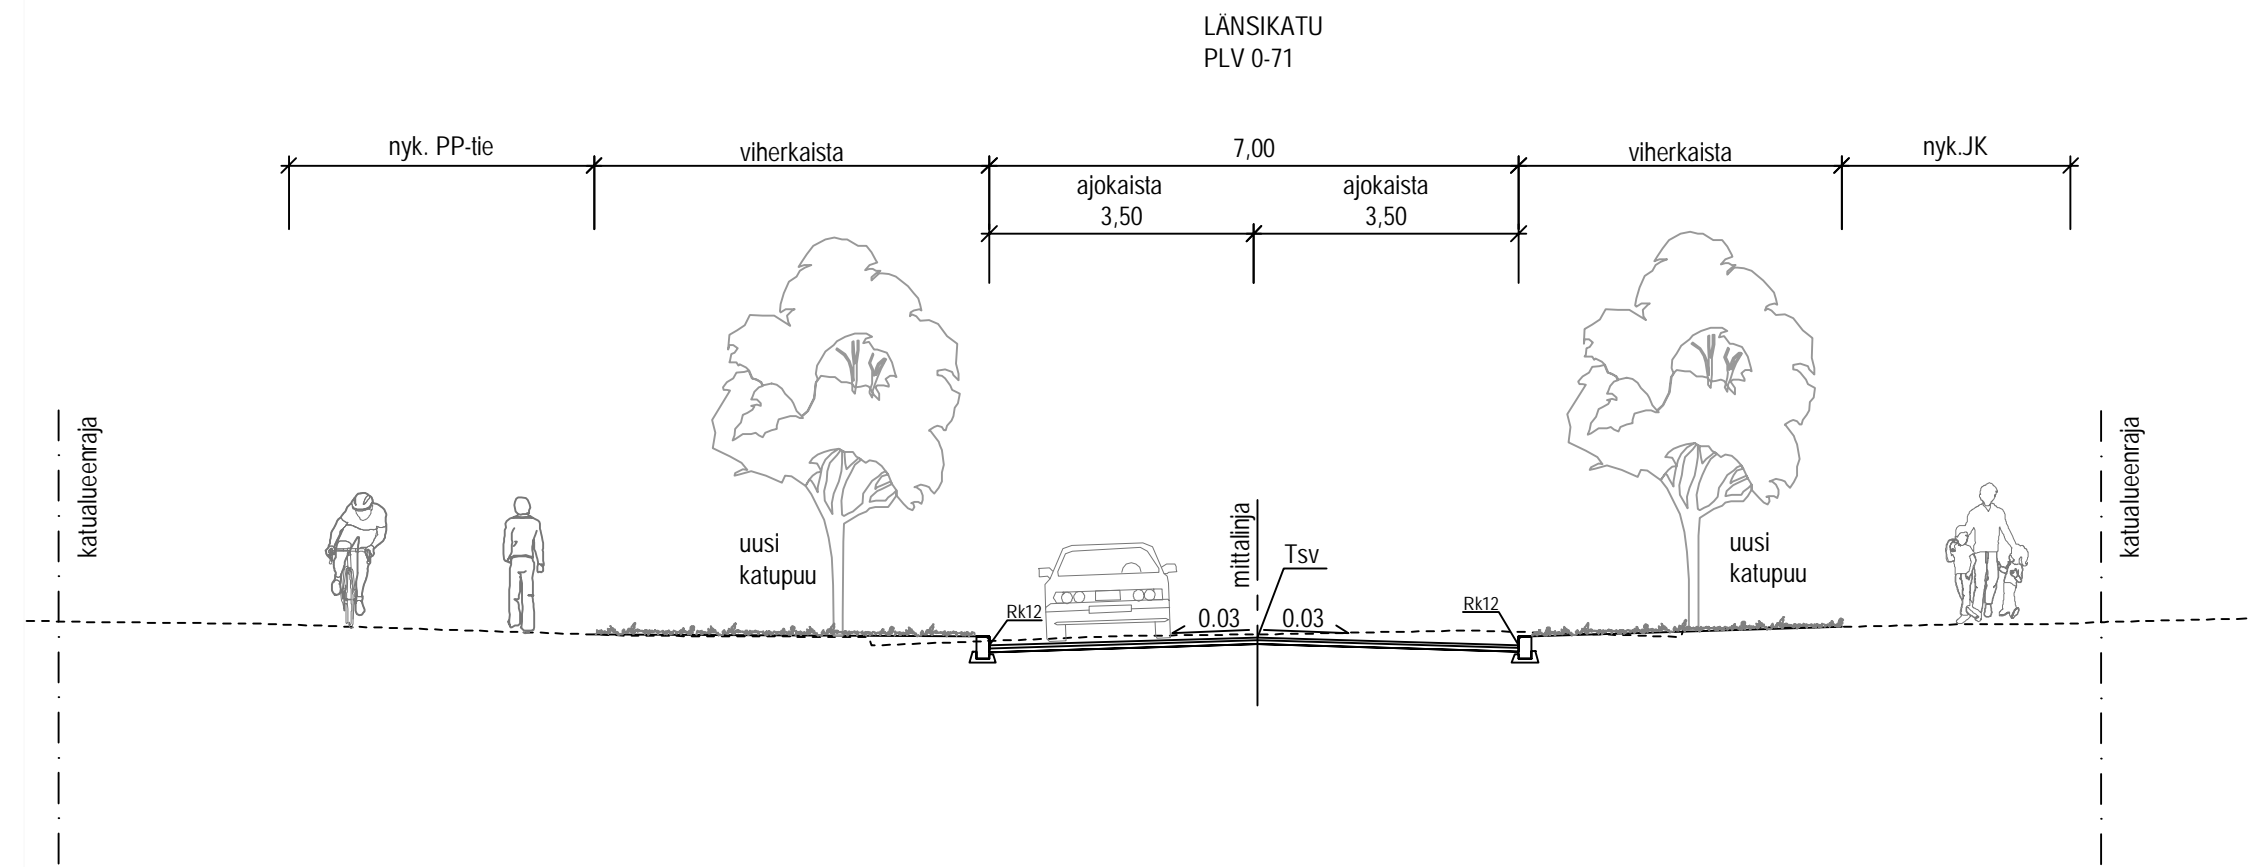 LÄNSIKATU
PLV 0-71
nyk. PP-tie
viherkaista
7,00
viherkaista
nyk.JK
ajokaista
3,50
ajokaista
3,50
katualueenraja
uusi
katupuu
Rk12
mittalinja
Tsv
0.03
0.03
Rk12
uusi
katupuu
katualueenraja